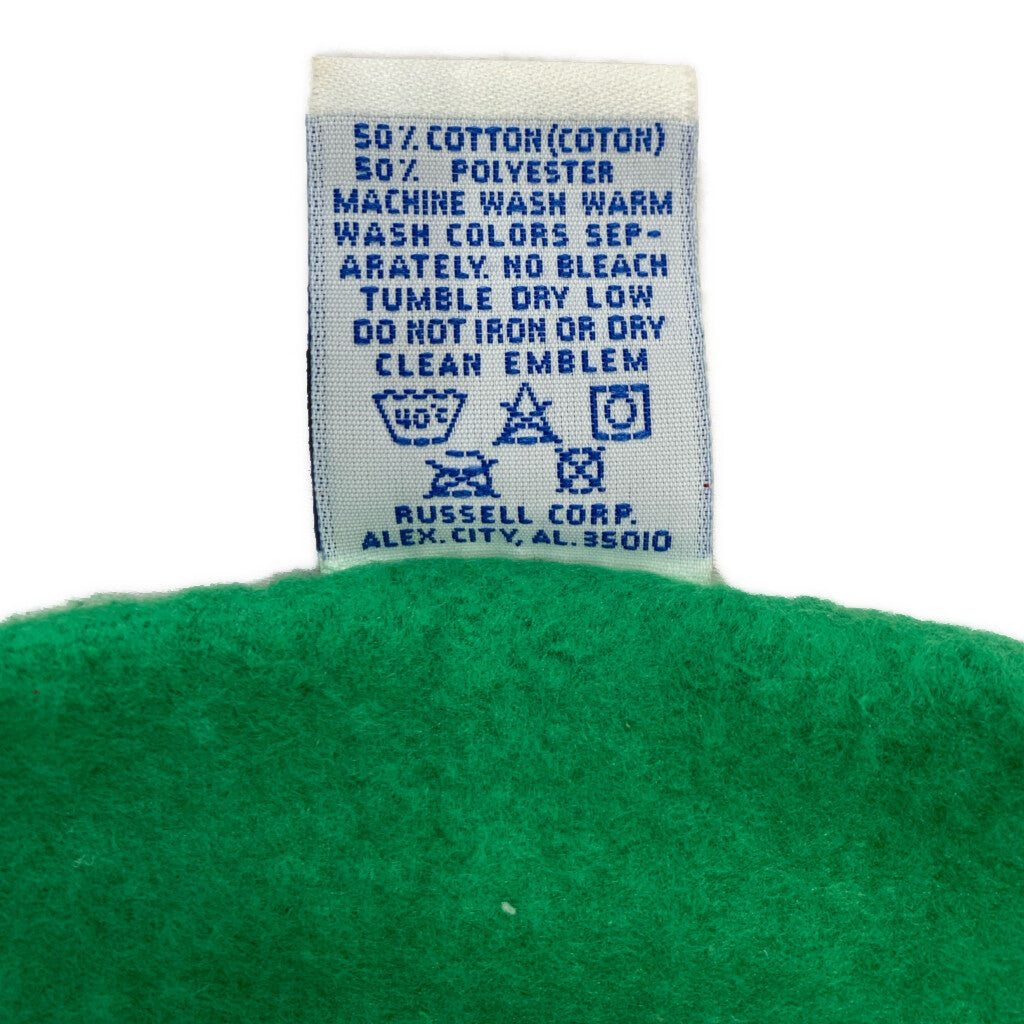 50% COTTON (COTON)
50% POLYESTER
MACHINE WASH WARM
WASH COLORS SEP-
ARATELY. NO BLEACH
TUMBLE DRY LOW
DO NOT IRON OR DRY
CLEAN EMBLEM
40°C
RUSSELL CORP.
ALEX. CITY, AL. 35010